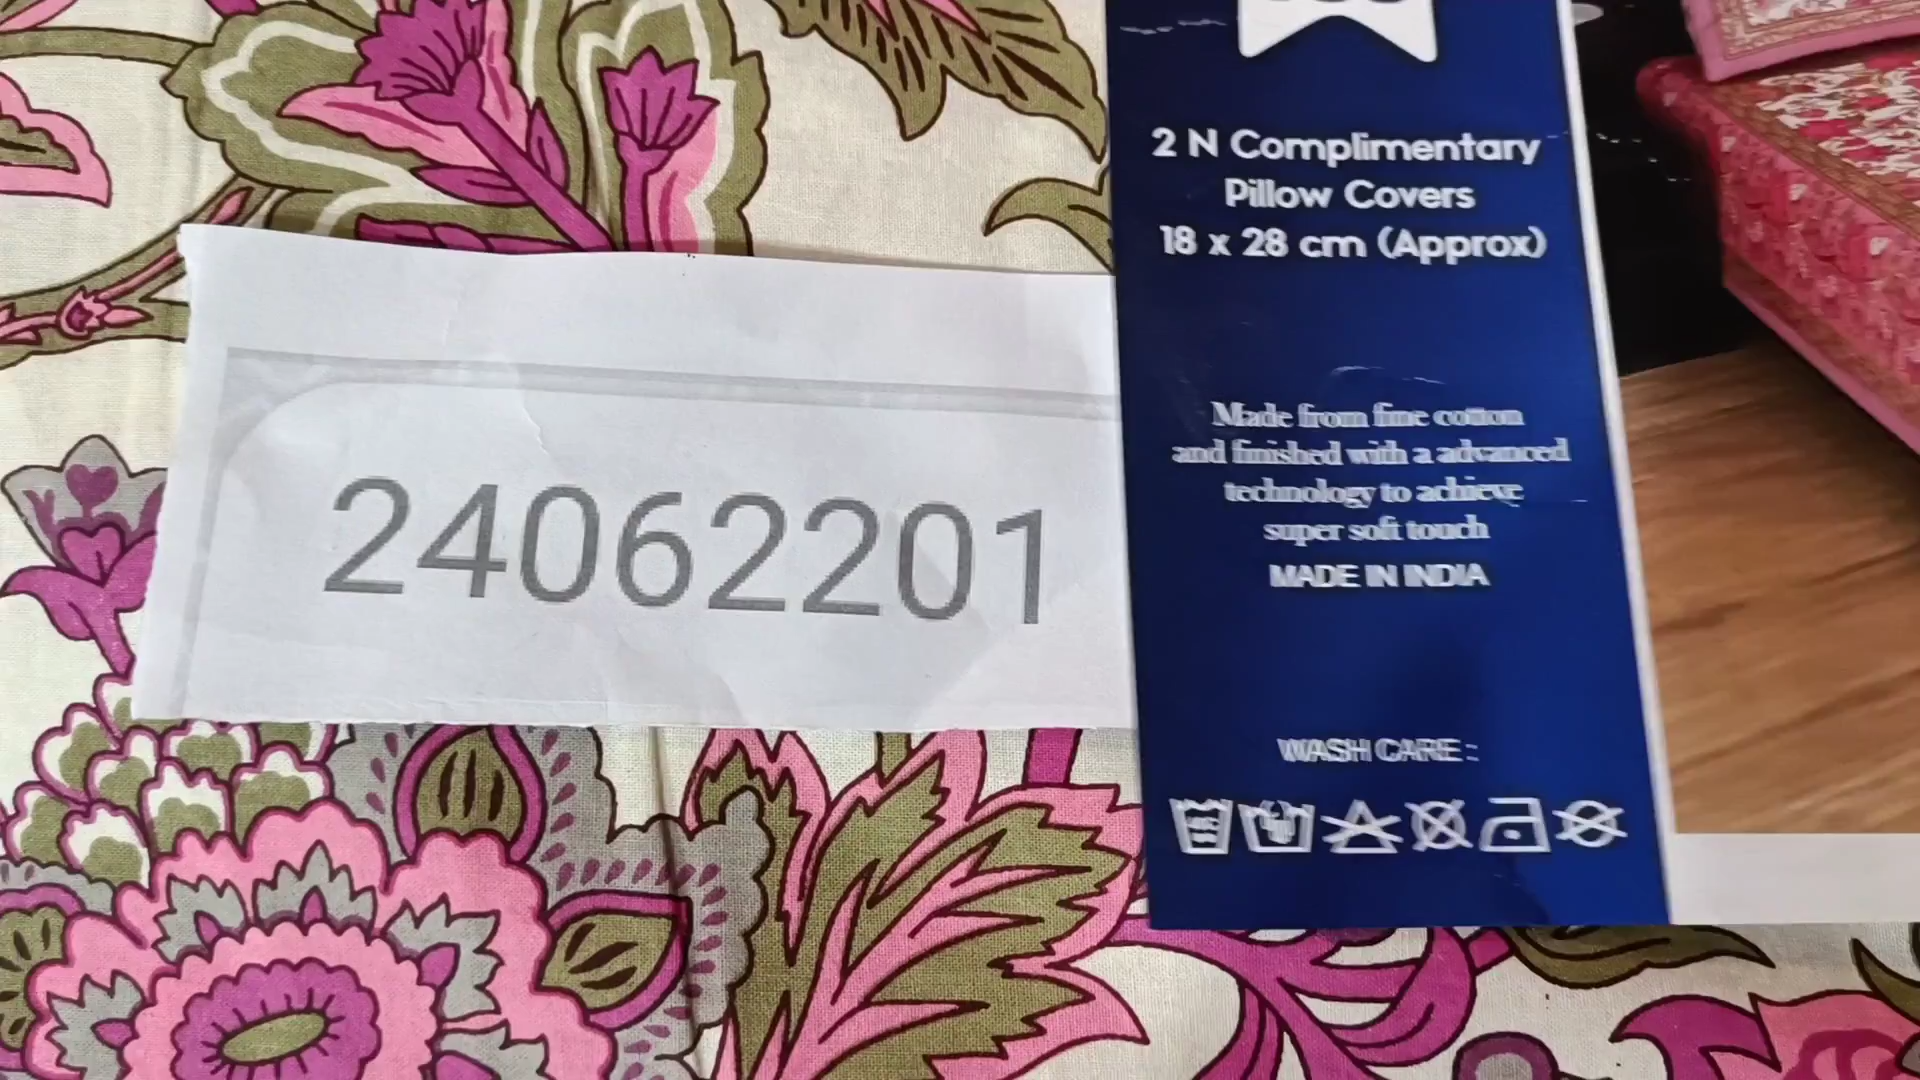 2 N Complimentary
Pillow Covers
18 x 28 cm (Approx)
24062201
Made from fine cotton
and finished with a advanced
technology to achieve
super soft touch
MADE IN INDIA
WASH CARE :